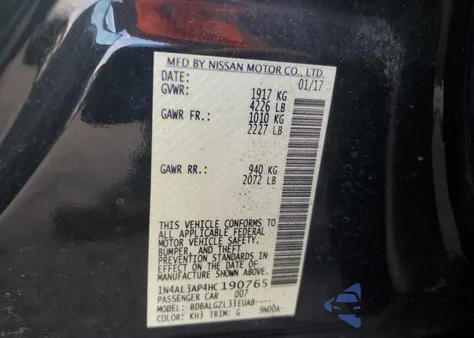 MFD BY NISSAN MOTOR CO., LTD.
DATE: 01/17
GVWR: 1917 KG
4226 LB
GAWR FR.: 1010 KG
2227 LB
GAWR RR.: 940 KG
2072 LB
THIS VEHICLE CONFORMS TO
ALL APPLICABLE FEDERAL
MOTOR VEHICLE SAFETY,
BUMPER, AND THEFT
PREVENTION STANDARDS IN
EFFECT ON THE DATE OF
MANUFACTURE SHOWN ABOVE.
1N4AL3AP4HC190765
PASSENGER CAR 007
MODEL: BDBALGZL33EUA8----
COLOR: KH3 TRIM: G 9N00A-